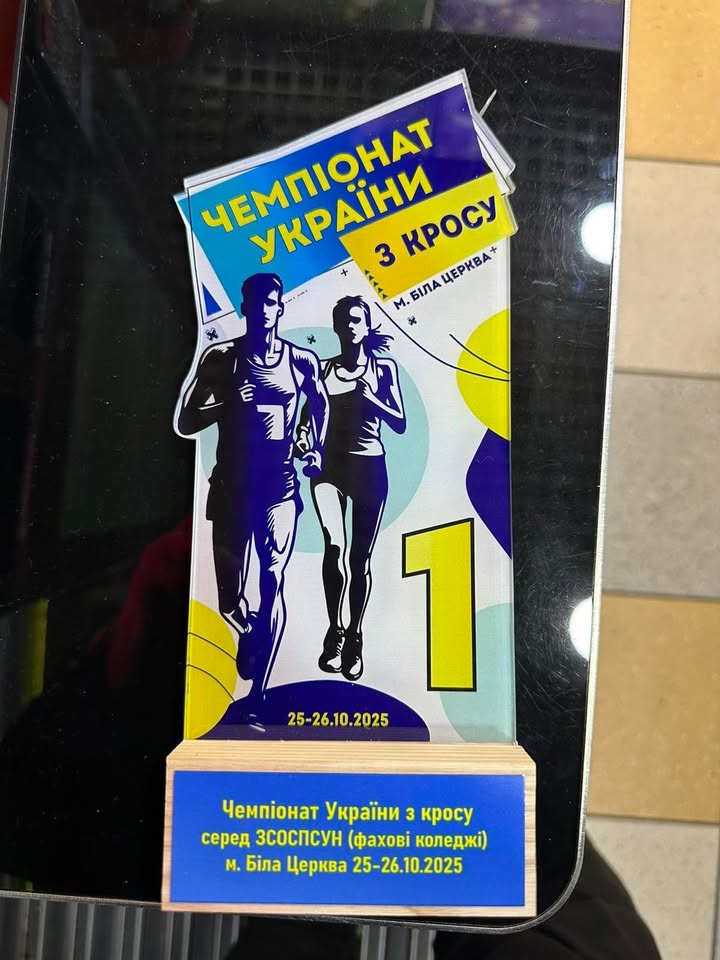 ЧЕМПІОНАТ
УКРАЇНИ
З КРОСУ
М. БІЛА ЦЕРКВА
1
25-26.10.2025
Чемпіонат України з кросу
серед ЗСОСПСУН (фахові коледжі)
м. Біла Церква 25-26.10.2025